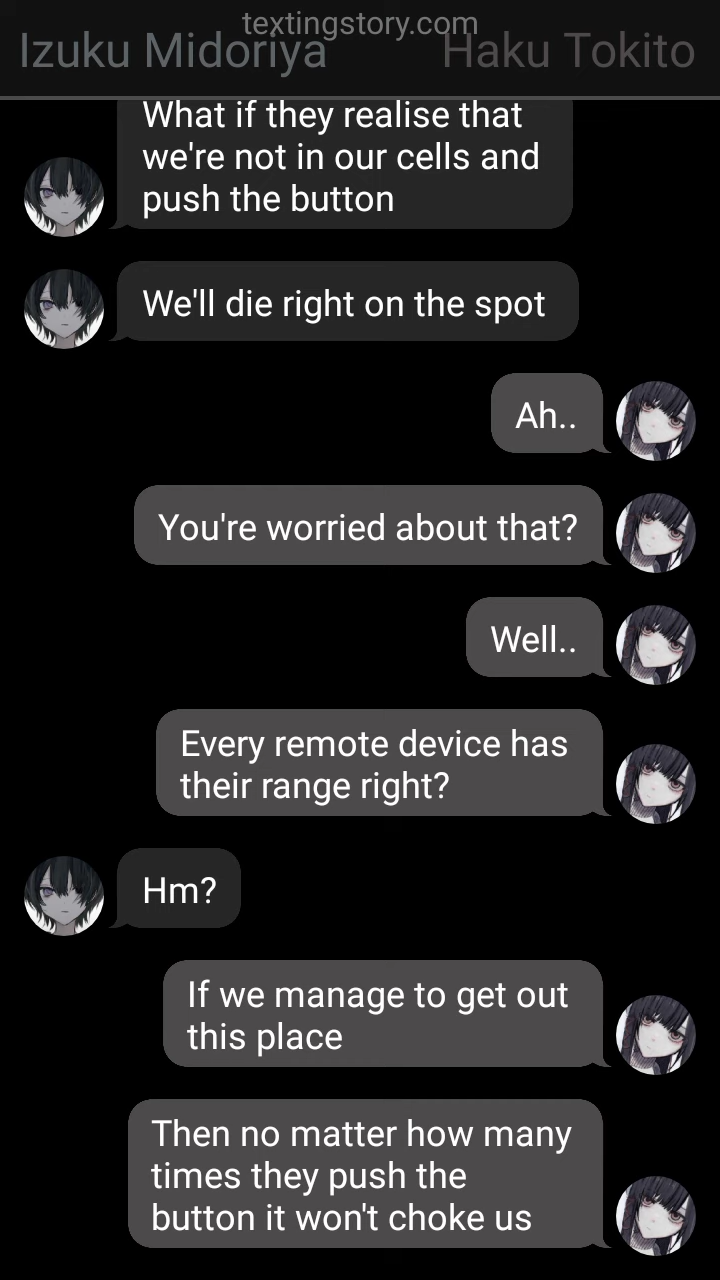 textingstory.com
Izuku Midoriya
Haku Tokito
What if they realise that
we're not in our cells and
push the button
We'll die right on the spot
Ah..
You're worried about that?
Well..
Every remote device has
their range right?
Hm?
If we manage to get out
this place
Then no matter how many
times they push the
button it won't choke us